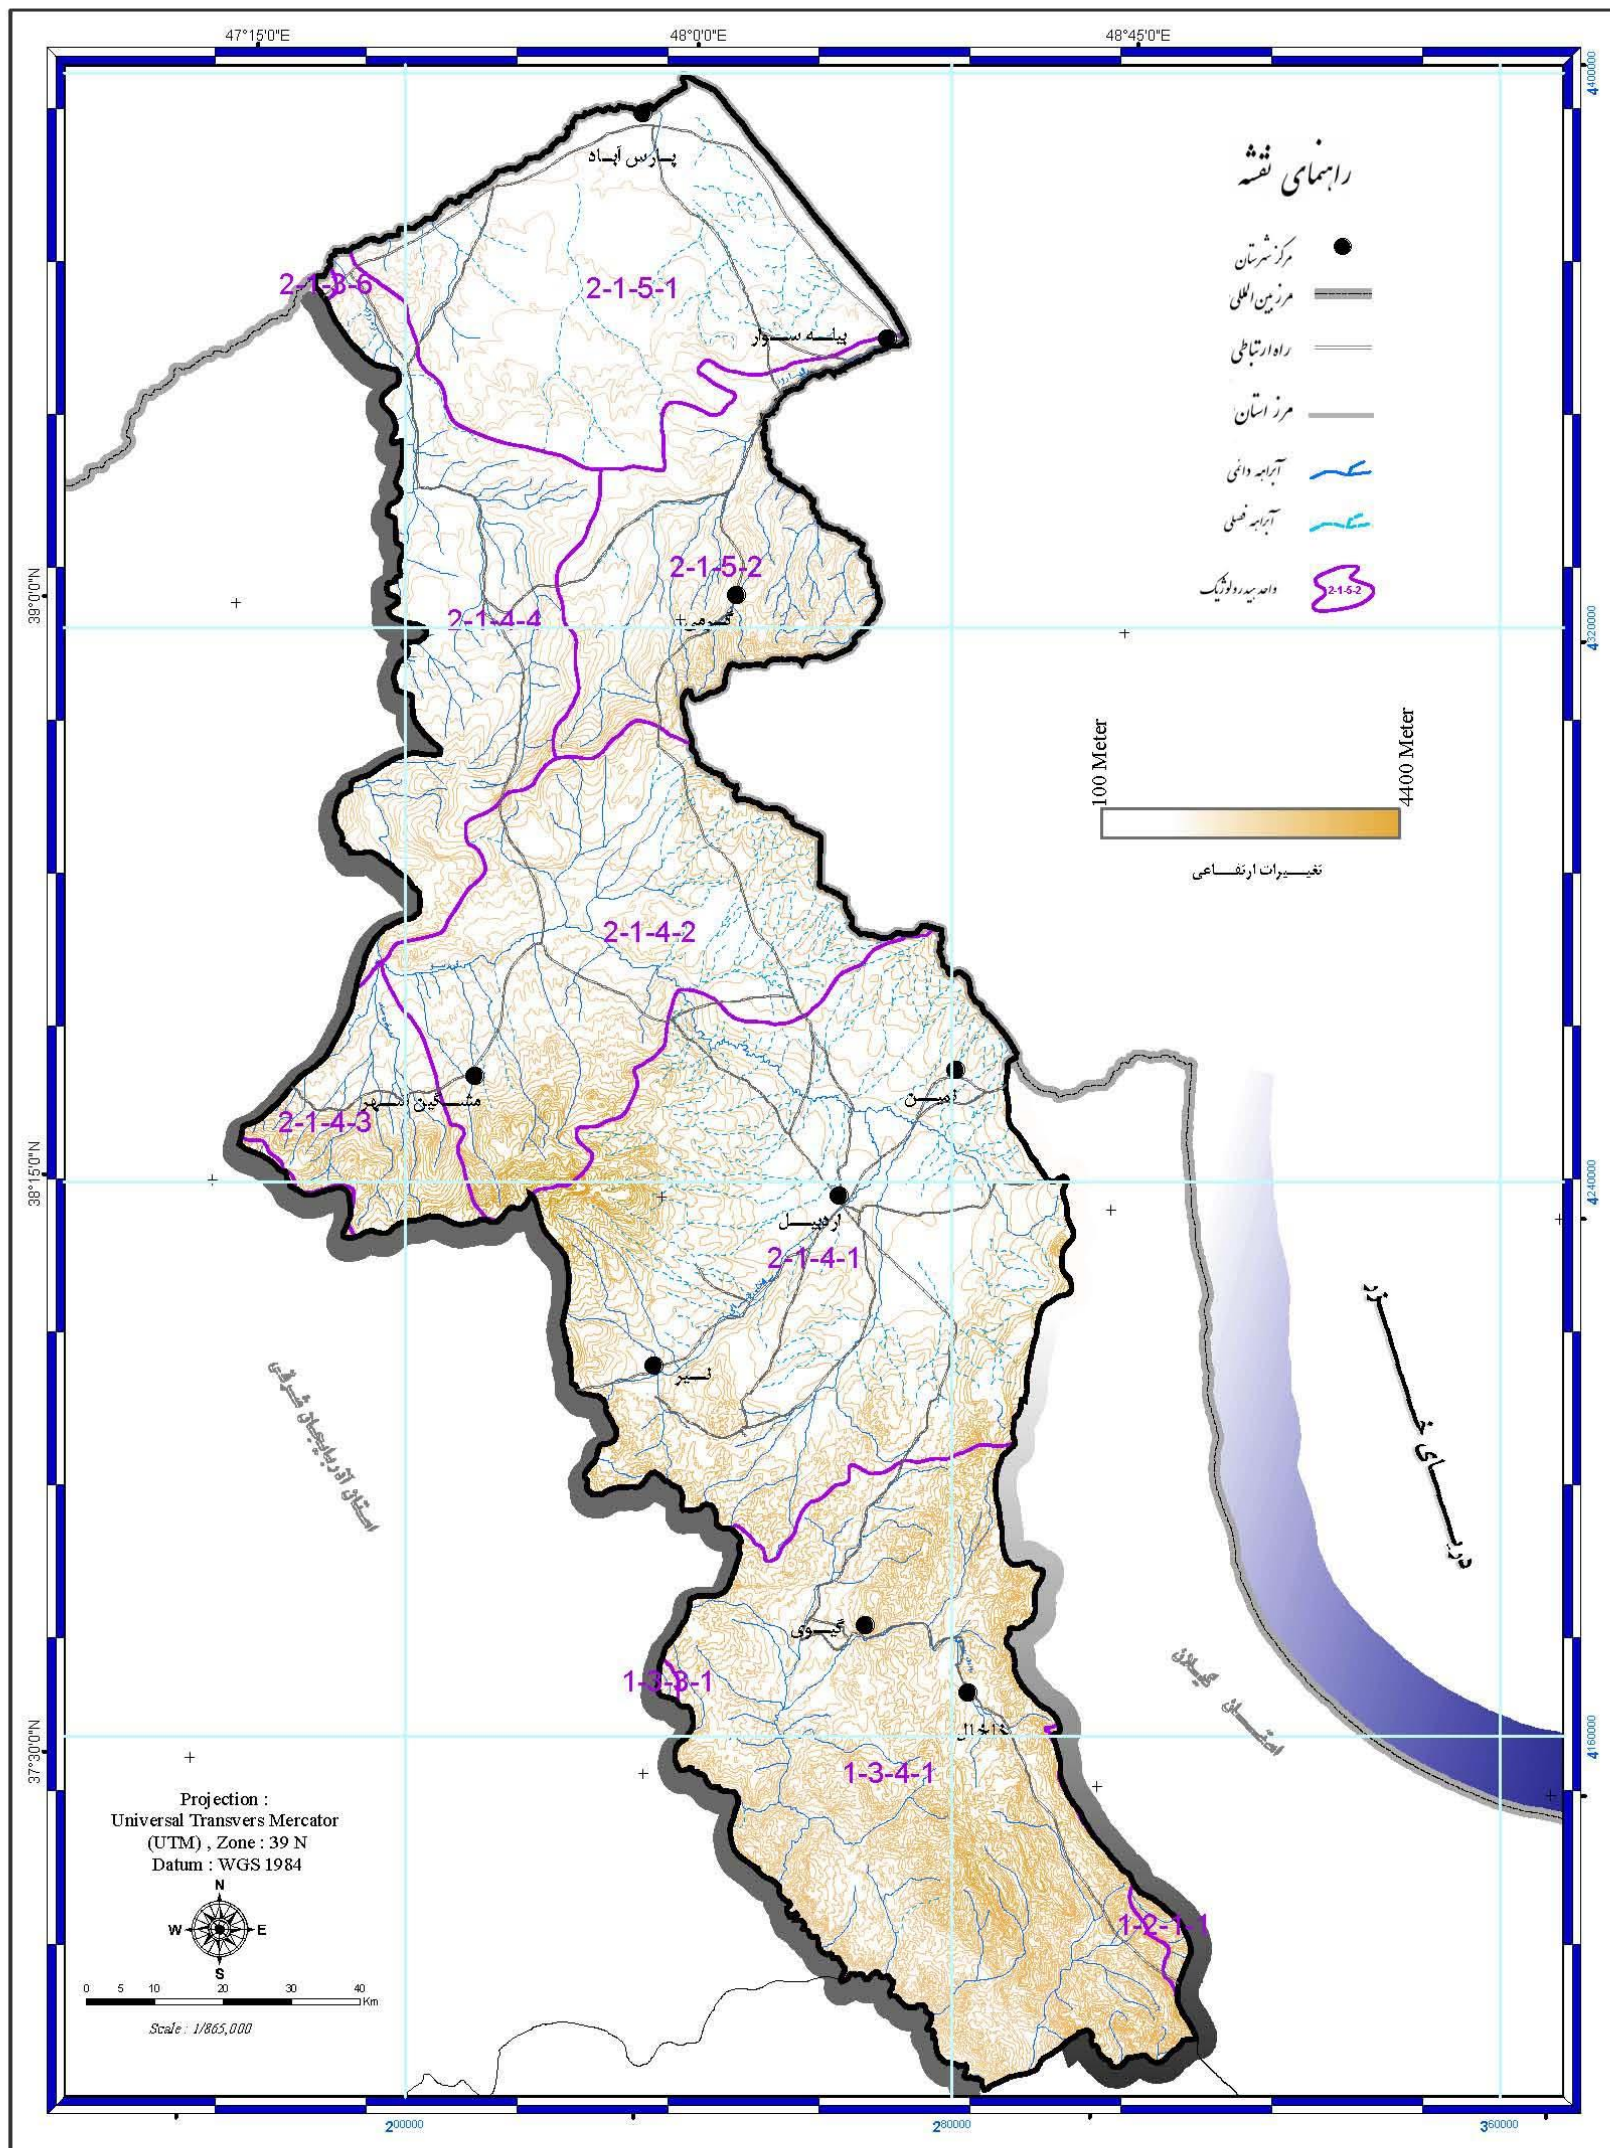 47°15'0"E
48°0'0"E
48°45'0"E
4400000
4320000
4240000
4160000
39°0'0"N
38°15'0"N
37°30'0"N
200000
280000
360000
راهنمای نقشه
مرکز شهرستان
مرز بین المللی
راه ارتباطی
مرز استان
آبراهه دائمی
آبراهه فصلی
واحد هیدرولوژیک
2-1-5-2
100 Meter
4400 Meter
تغییرات ارتفاعی
پارس آباد
2-1-3-6
2-1-5-1
بیله سوار
2-1-5-2
گرمی
2-1-4-4
2-1-4-2
نمین
مشگین شهر
2-1-4-3
اردبیل
2-1-4-1
نیر
گیوی
1-3-3-1
خلخال
1-3-4-1
1-2-1-1
استان آذربایجان شرقی
استان گیلان
دریای خزر
Projection :
Universal Transvers Mercator
(UTM) , Zone : 39 N
Datum : WGS 1984
N
W
E
S
0 5 10 20 30 40
Km
Scale : 1/865,000